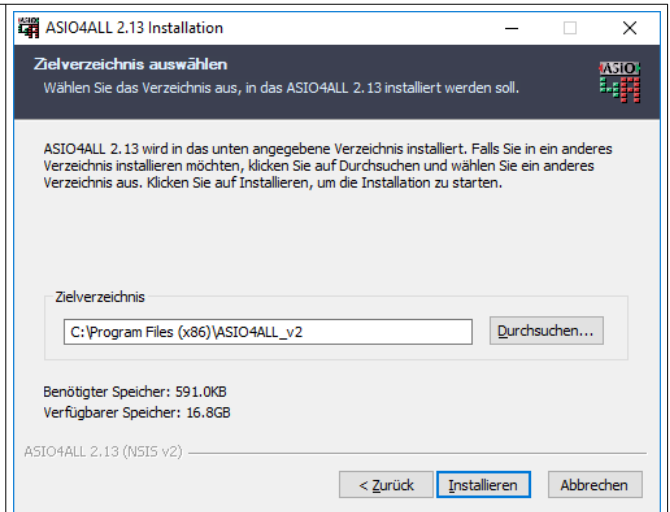 ASIO4ALL 2.13 Installation
Zielverzeichnis auswählen
Wählen Sie das Verzeichnis aus, in das ASIO4ALL 2.13 installiert werden soll.
ASIO
ASIO4ALL 2.13 wird in das unten angegebene Verzeichnis installiert. Falls Sie in ein anderes
Verzeichnis installieren möchten, klicken Sie auf Durchsuchen und wählen Sie ein anderes
Verzeichnis aus. Klicken Sie auf Installieren, um die Installation zu starten.
Zielverzeichnis
C:\Program Files (x86)\ASIO4ALL_v2
Durchsuchen...
Benötigter Speicher: 591.0KB
Verfügbarer Speicher: 16.8GB
ASIO4ALL 2.13 (NSIS v2)
< Zurück
Installieren
Abbrechen